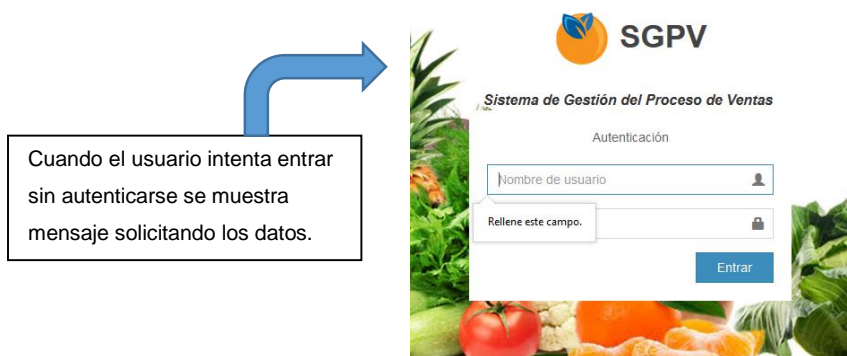 SGPV
Sistema de Gestión del Proceso de Ventas
Autenticación
Cuando el usuario intenta entrar
sin autenticarse se muestra
mensaje solicitando los datos.
Nombre de usuario
Rellene este campo.
Entrar